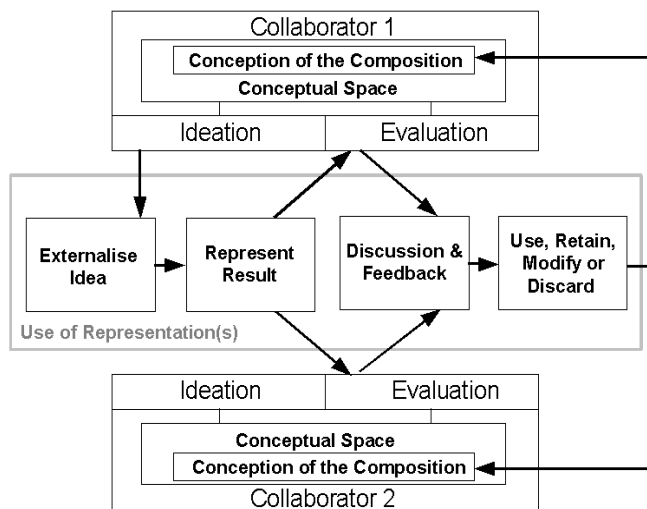 Collaborator 1
Conception of the Composition
Conceptual Space
Ideation
Evaluation
Externalise
Idea
Represent
Result
Discussion &
Feedback
Use, Retain,
Modify or
Discard
Use of Representation(s)
Ideation
Evaluation
Conceptual Space
Conception of the Composition
Collaborator 2